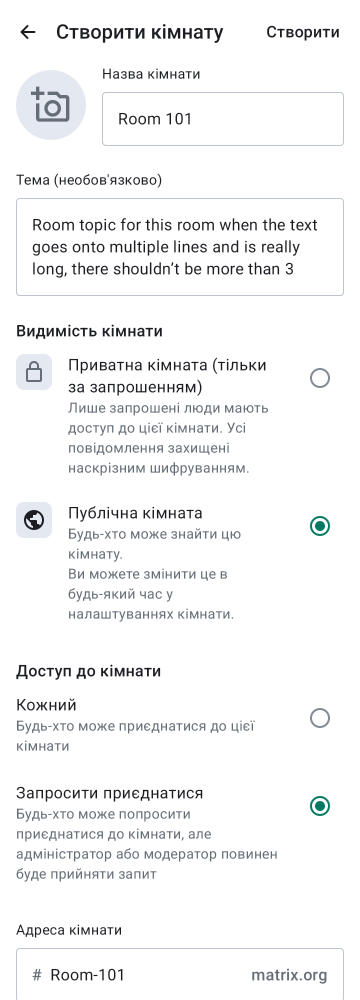 Створити кімнату
Створити
Назва кімнати
Room 101
Тема (необов'язково)
Room topic for this room when the text
goes onto multiple lines and is really
long, there shouldn’t be more than 3
Видимість кімнати
Приватна кімната (тільки
за запрошенням)
Лише запрошені люди мають
доступ до цієї кімнати. Усі
повідомлення захищені
наскрізним шифруванням.
Публічна кімната
Будь-хто може знайти цю
кімнату.
Ви можете змінити це в
будь-який час у
налаштуваннях кімнати.
Доступ до кімнати
Кожний
Будь-хто може приєднатися до цієї
кімнати
Запросити приєднатися
Будь-хто може попросити
приєднатися до кімнати, але
адміністратор або модератор повинен
буде прийняти запит
Адреса кімнати
# Room-101 matrix.org